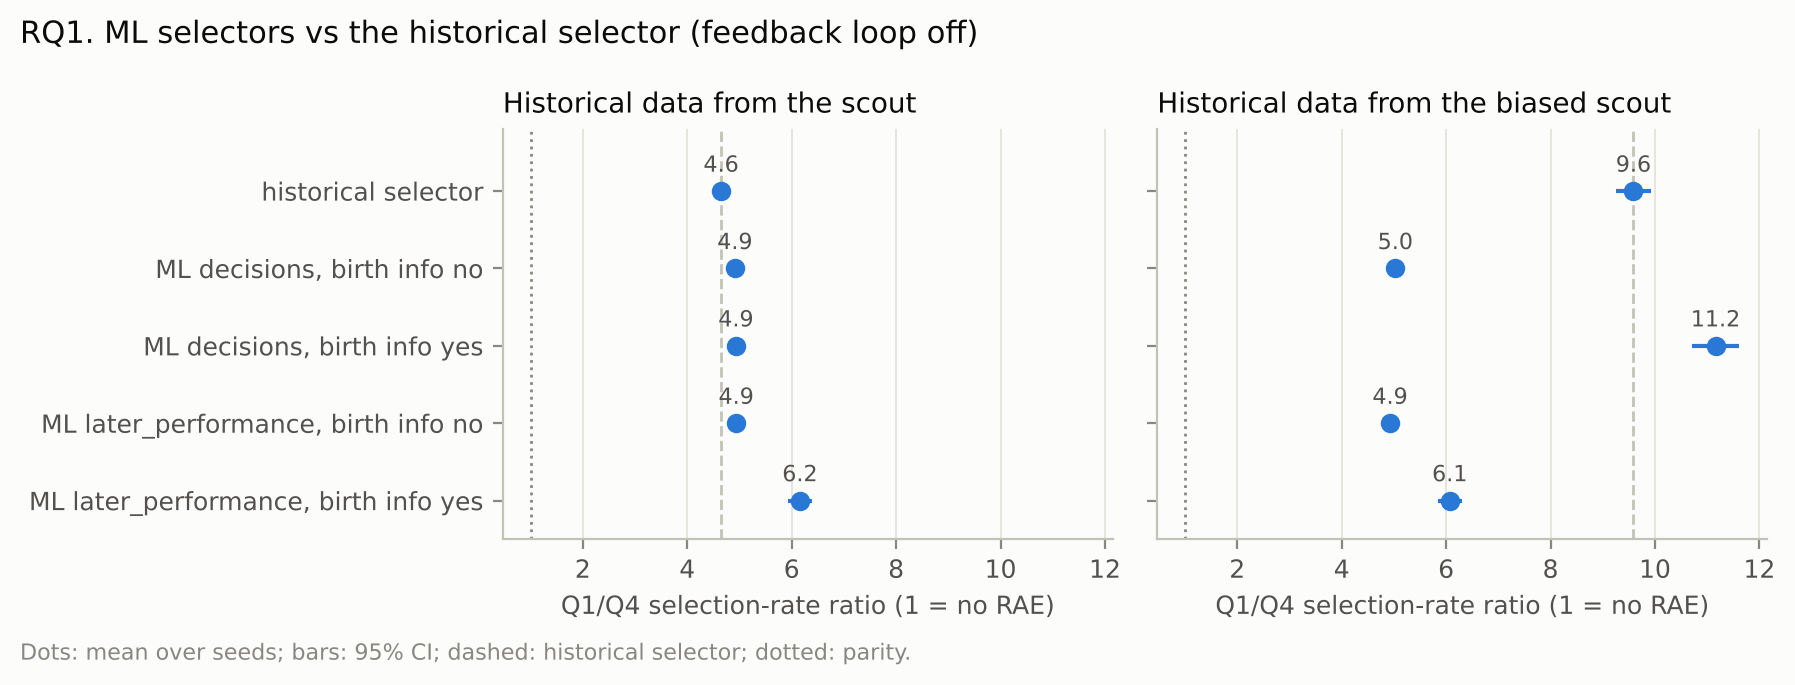 RQ1. ML selectors vs the historical selector (feedback loop off)
Historical data from the scout
Historical data from the biased scout
historical selector
4.6
9.6
ML decisions, birth info no
4.9
5.0
ML decisions, birth info yes
4.9
11.2
ML later_performance, birth info no
4.9
4.9
ML later_performance, birth info yes
6.2
6.1
2 4 6 8 10 12
2 4 6 8 10 12
Q1/Q4 selection-rate ratio (1 = no RAE)
Q1/Q4 selection-rate ratio (1 = no RAE)
Dots: mean over seeds; bars: 95% CI; dashed: historical selector; dotted: parity.